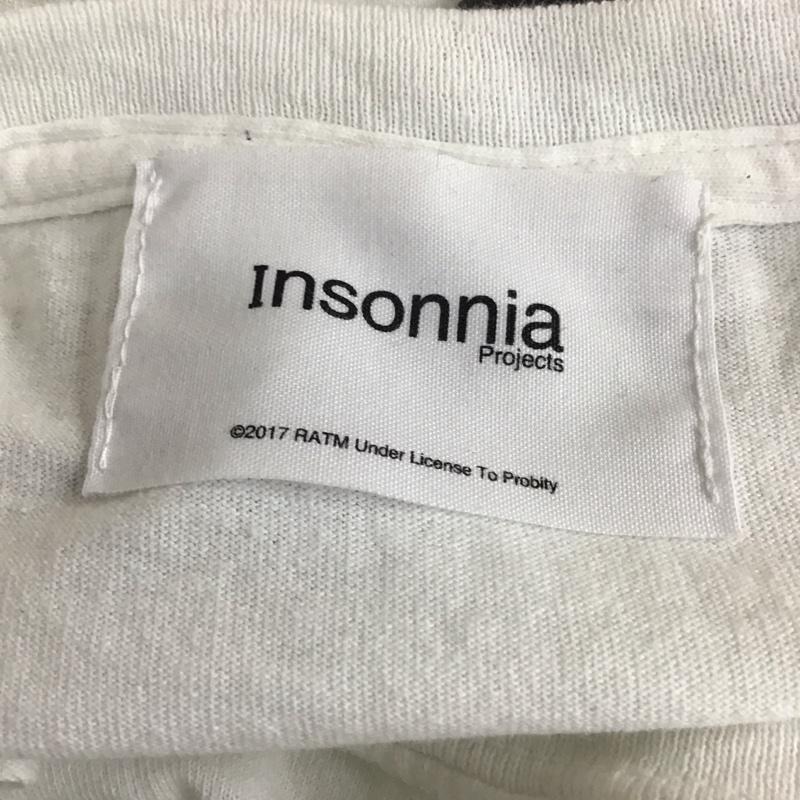 Insonnia
Projects
©2017 RATM Under License To Probity